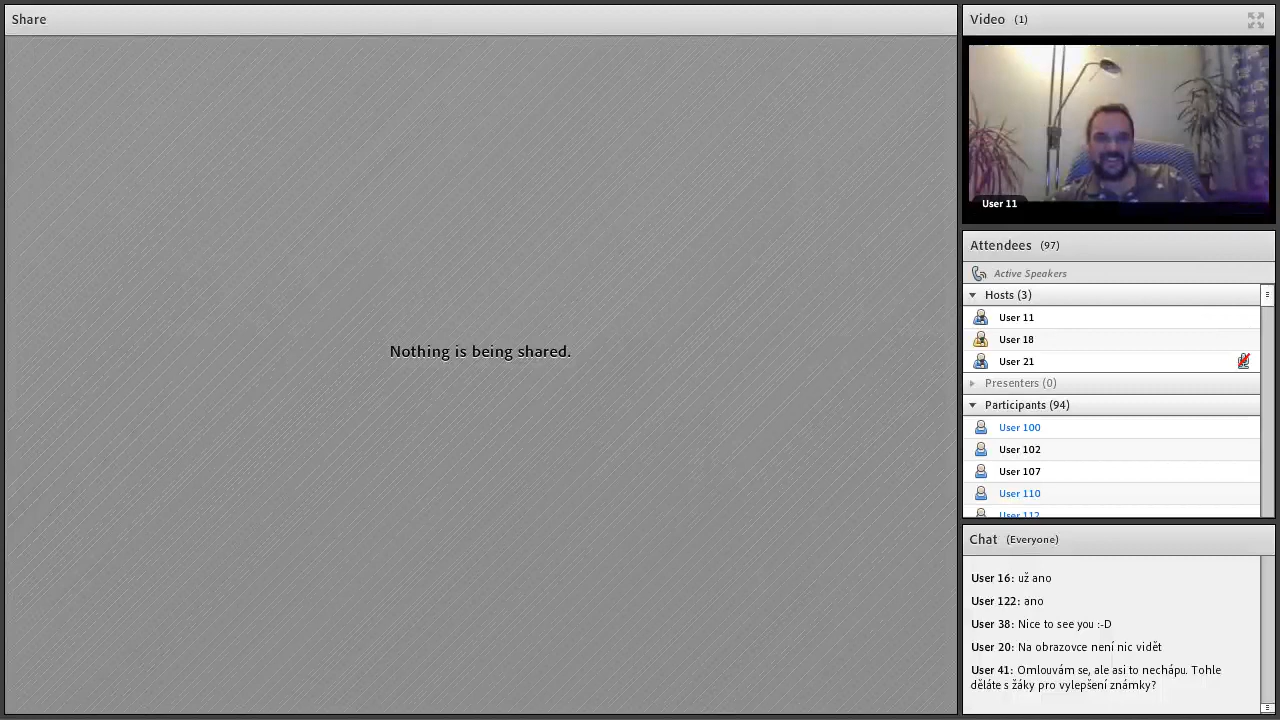 Share
Nothing is being shared.
Video (1)
User 11
Attendees (97)
Active Speakers
Hosts (3)
User 11
User 18
User 21
Presenters (0)
Participants (94)
User 100
User 102
User 107
User 110
User 112
Chat (Everyone)
User 16: už ano
User 122: ano
User 38: Nice to see you :-D
User 20: Na obrazovce není nic vidět
User 41: Omlouvám se, ale asi to nechápu. Tohle
děláte s žáky pro vylepšení známky?